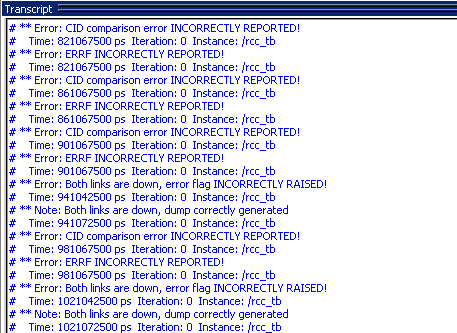 Transcript
# ** Error: CID comparison error INCORRECTLY REPORTED!
#    Time: 821067500 ps  Iteration: 0  Instance: /rcc_tb
# ** Error: ERRF INCORRECTLY REPORTED!
#    Time: 821067500 ps  Iteration: 0  Instance: /rcc_tb
# ** Error: CID comparison error INCORRECTLY REPORTED!
#    Time: 861067500 ps  Iteration: 0  Instance: /rcc_tb
# ** Error: ERRF INCORRECTLY REPORTED!
#    Time: 861067500 ps  Iteration: 0  Instance: /rcc_tb
# ** Error: CID comparison error INCORRECTLY REPORTED!
#    Time: 901067500 ps  Iteration: 0  Instance: /rcc_tb
# ** Error: ERRF INCORRECTLY REPORTED!
#    Time: 901067500 ps  Iteration: 0  Instance: /rcc_tb
# ** Error: Both links are down, error flag INCORRECTLY RAISED!
#    Time: 941042500 ps  Iteration: 0  Instance: /rcc_tb
# ** Note: Both links are down, dump correctly generated
#    Time: 941072500 ps  Iteration: 0  Instance: /rcc_tb
# ** Error: CID comparison error INCORRECTLY REPORTED!
#    Time: 981067500 ps  Iteration: 0  Instance: /rcc_tb
# ** Error: ERRF INCORRECTLY REPORTED!
#    Time: 981067500 ps  Iteration: 0  Instance: /rcc_tb
# ** Error: Both links are down, error flag INCORRECTLY RAISED!
#    Time: 1021042500 ps  Iteration: 0  Instance: /rcc_tb
# ** Note: Both links are down, dump correctly generated
#    Time: 1021072500 ps  Iteration: 0  Instance: /rcc_tb